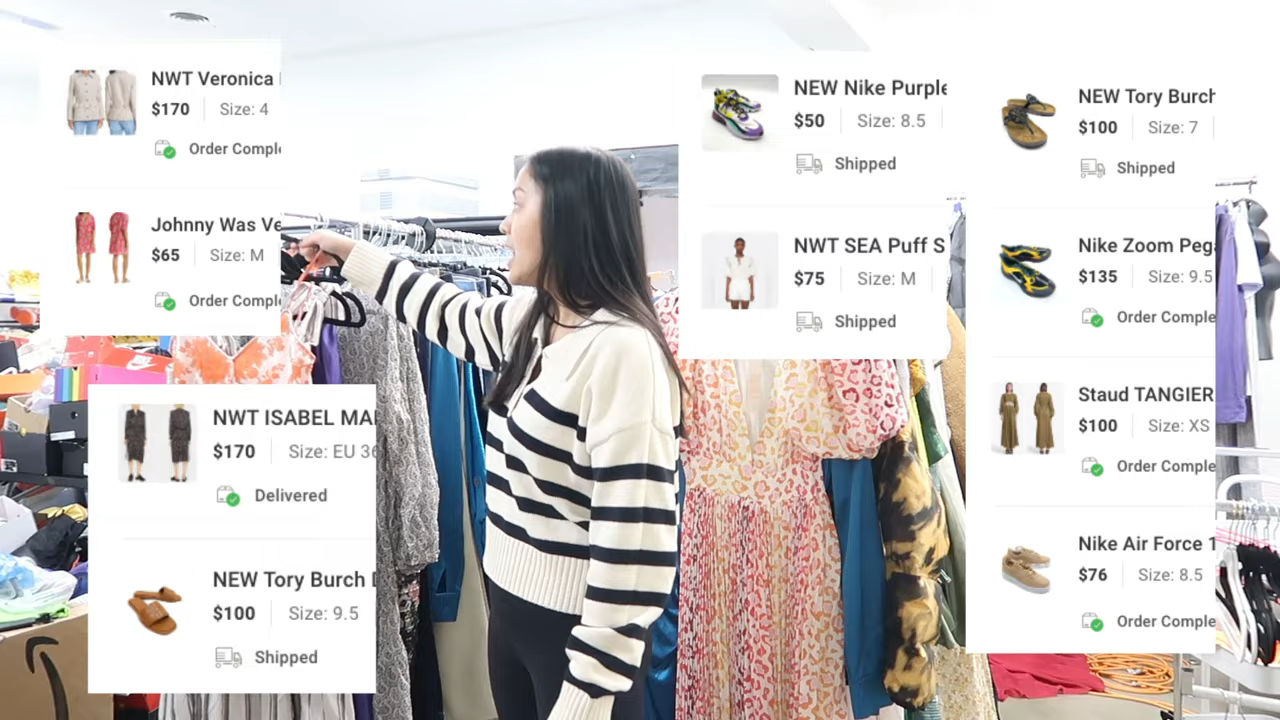 NWT Veronica
$170 Size: 4
Order Comple
Johnny Was Ve
$65 Size: M
Order Comple
NWT ISABEL MA
$170 Size: EU 36
Delivered
NEW Tory Burch
$100 Size: 9.5
Shipped
NEW Nike Purple
$50 Size: 8.5
Shipped
NWT SEA Puff S
$75 Size: M
Shipped
NEW Tory Burch
$100 Size: 7
Shipped
Nike Zoom Peg
$135 Size: 9.5
Order Comple
Staud TANGIER
$100 Size: XS
Order Comple
Nike Air Force 1
$76 Size: 8.5
Order Comple